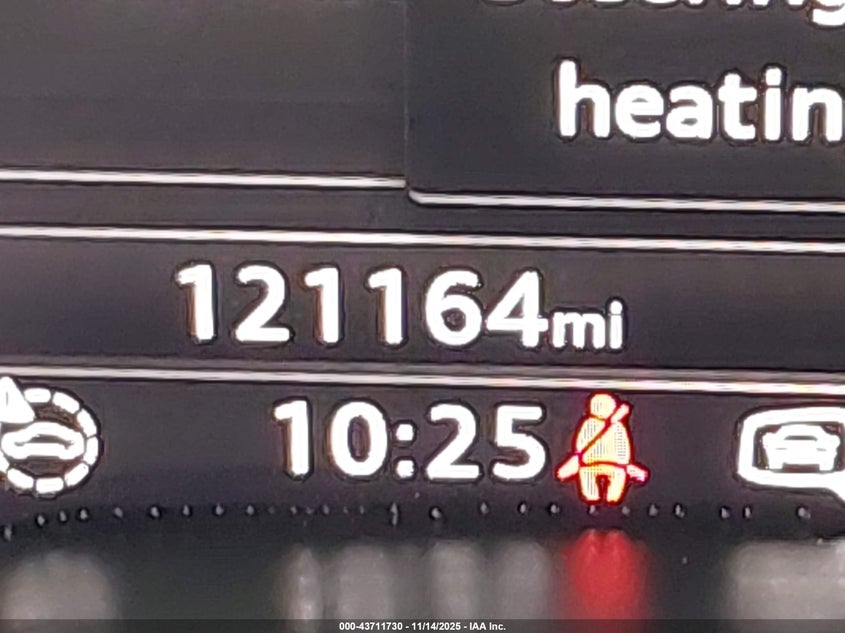 heatin
121164mi
10:25
000-43711730 - 11/14/2025 - IAA Inc.